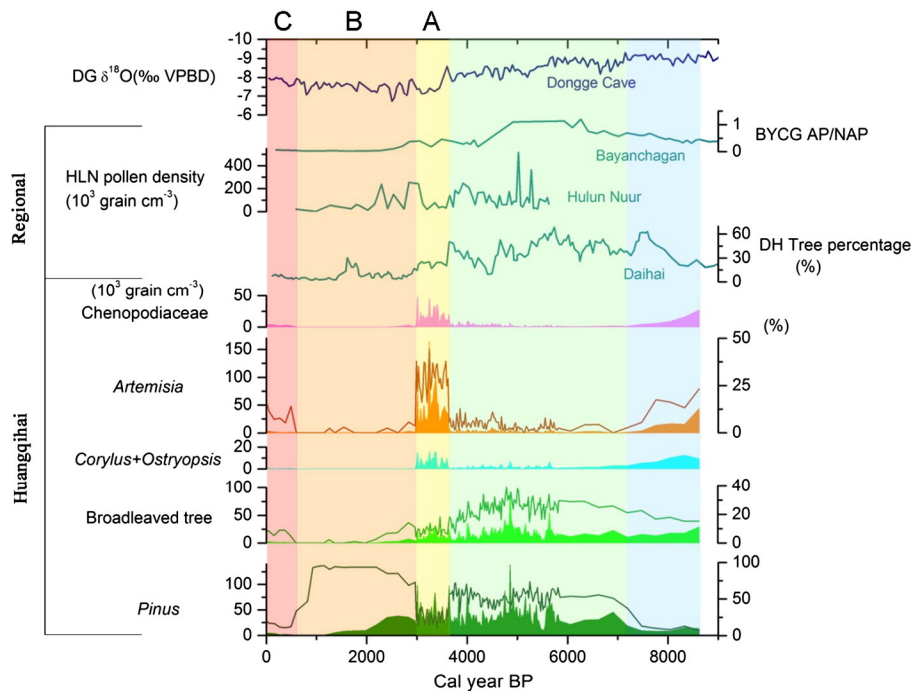 C B A
-10
-9
-8
-7
-6
DG δ18O(‰ VPBD)
Dongge Cave
1
0
BYCG AP/NAP
Bayanchagan
Regional
HLN pollen density
(10³ grain cm⁻³)
400
200
0
Hulun Nuur
60
30
0
DH Tree percentage
(%)
Daihai
(10³ grain cm⁻³)
Chenopodiaceae
50
0
(%)
Huangqihai
Artemisia
150
100
50
0
50
25
0
Corylus+Ostryopsis
20
0
Broadleaved tree
100
50
0
40
20
0
Pinus
100
50
0
100
50
0
0 2000 4000 6000 8000
Cal year BP